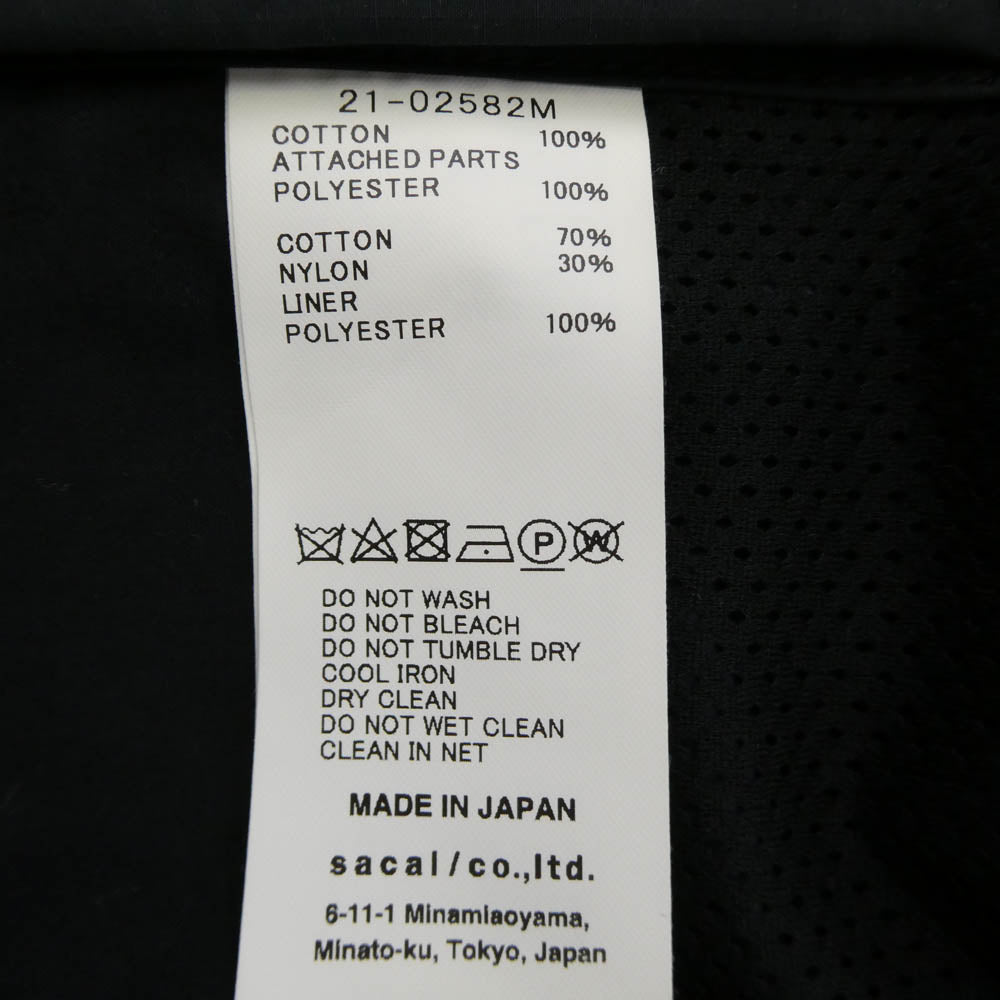 21-02582M
COTTON 100%
ATTACHED PARTS
POLYESTER 100%
COTTON 70%
NYLON 30%
LINER
POLYESTER 100%
P W
DO NOT WASH
DO NOT BLEACH
DO NOT TUMBLE DRY
COOL IRON
DRY CLEAN
DO NOT WET CLEAN
CLEAN IN NET
MADE IN JAPAN
sacaI/co.,ltd.
6-11-1 Minamiaoyama,
Minato-ku, Tokyo, Japan